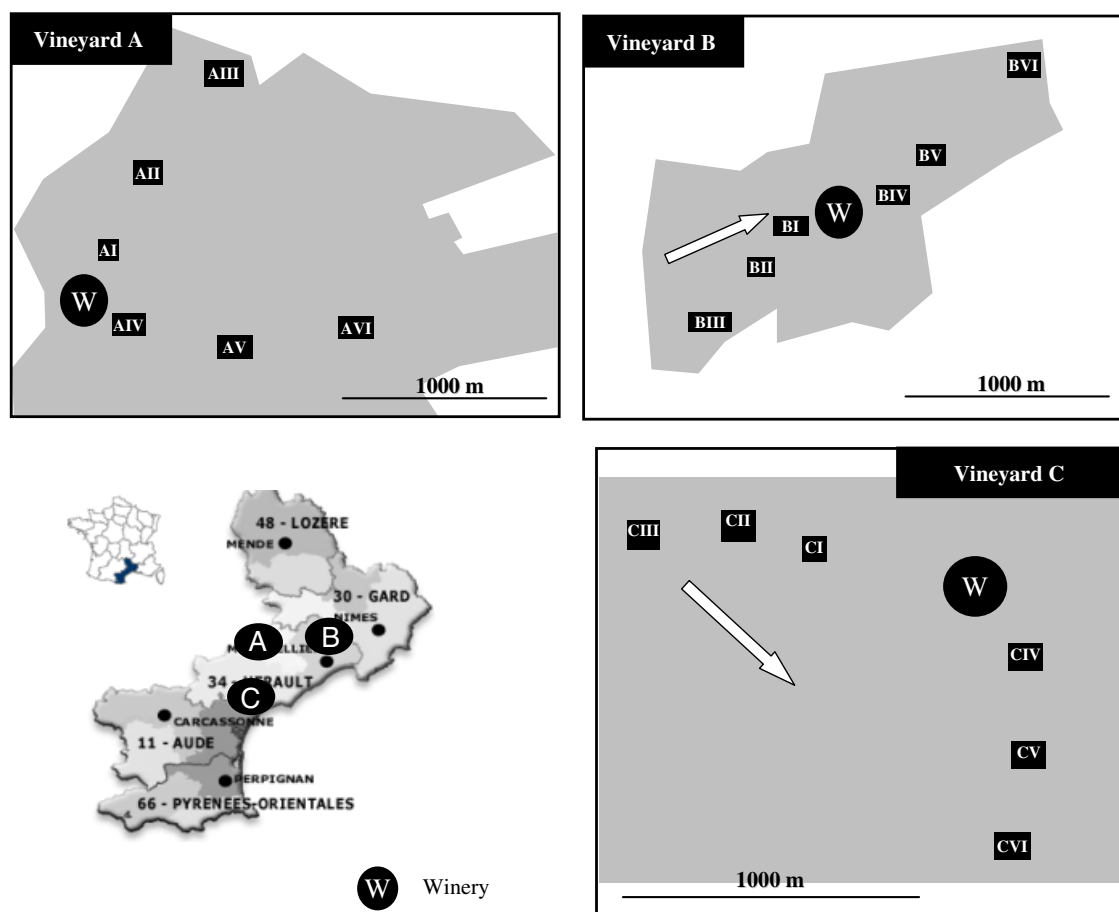 Vineyard A
AIII
AII
AI
W
AIV
AV
AVI
1000 m
Vineyard B
BVI
BV
BIV
W
BI
BII
BIII
1000 m
48 - LOZÈRE
MENDE
30 - GARD
NIMES
A
B
34 - HERAULT
C
CARCASSONNE
11 - AUDE
PERPIGNAN
66 - PYRENEES-ORIENTALES
W Winery
Vineyard C
CIII
CII
CI
W
CIV
CV
CVI
1000 m